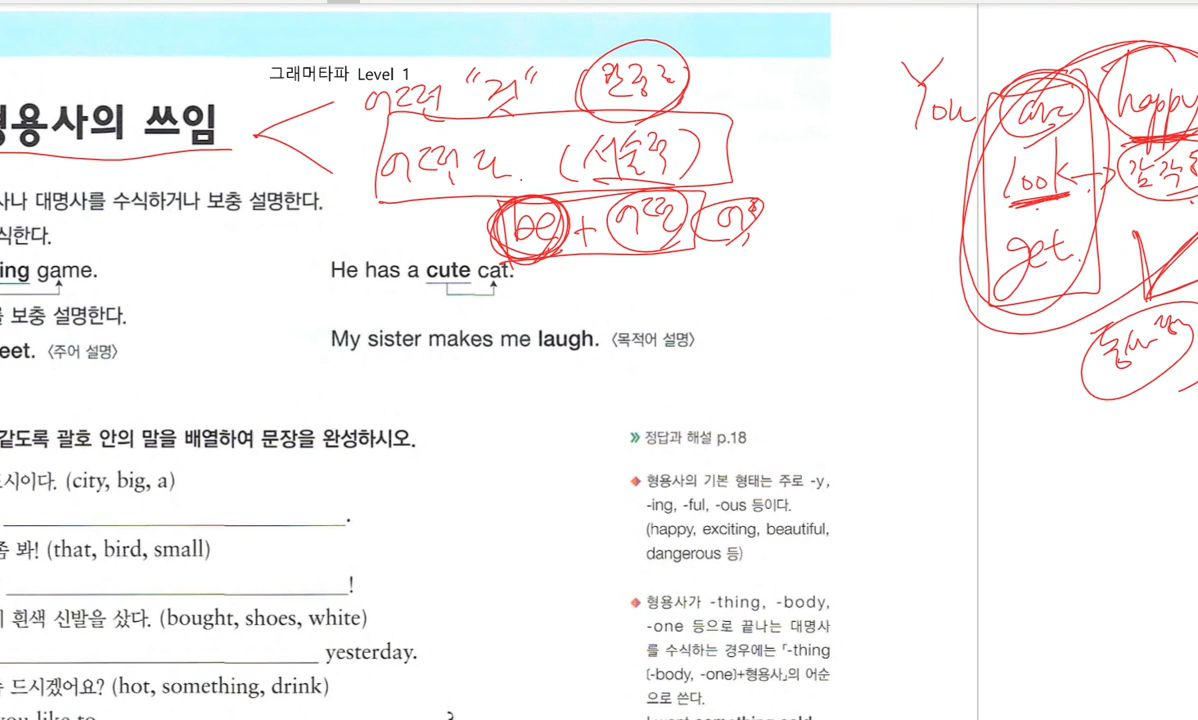 그래머타파 Level 1
형용사의 쓰임
어떤 "것" 한정적
어떻다. (서술적)
be + 어떤
You are happy
look
get
동사
사나 대명사를 수식하거나 보충 설명한다.
식한다.
ing game. He has a cute cat.
를 보충 설명한다.
eet. 〈주어 설명〉 My sister makes me laugh. 〈목적어 설명〉
같도록 괄호 안의 말을 배열하여 문장을 완성하시오.
» 정답과 해설 p.18
도시이다. (city, big, a)
.
좀 봐! (that, bird, small)
!
흰색 신발을 샀다. (bought, shoes, white)
yesterday.
드시겠어요? (hot, something, drink)
you like to ?
형용사의 기본 형태는 주로 -y,
-ing, -ful, -ous 등이다.
(happy, exciting, beautiful,
dangerous 등)
형용사가 -thing, -body,
-one 등으로 끝나는 대명사
를 수식하는 경우에는 「-thing
(-body, -one)+형용사」의 어순
으로 쓴다.
I want something cold